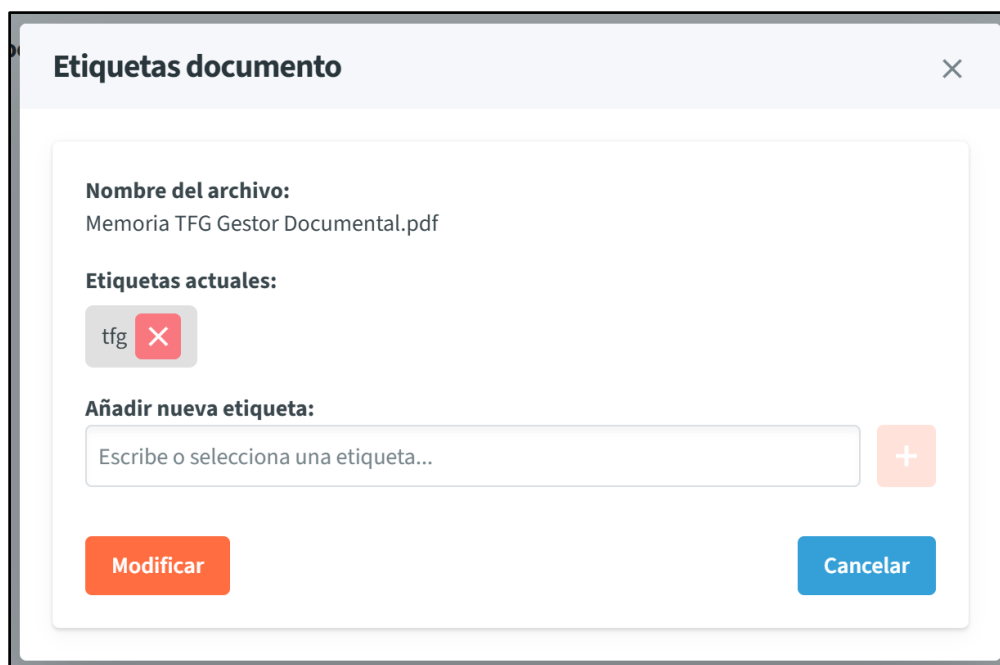 Etiquetas documento
Nombre del archivo:
Memoria TFG Gestor Documental.pdf
Etiquetas actuales:
tfg
Añadir nueva etiqueta:
Escribe o selecciona una etiqueta...
Modificar
Cancelar